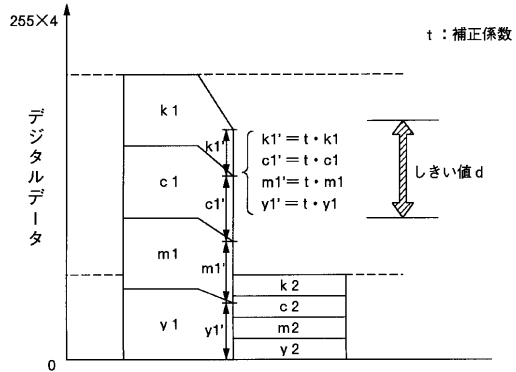 255×4
t:補正係数
デジタルデータ
k1
k1'
k1'=t・k1
c1'=t・c1
m1'=t・m1
y1'=t・y1
しきい値d
c1
c1'
m1
m1'
k2
c2
m2
y2
y1
y1'
0